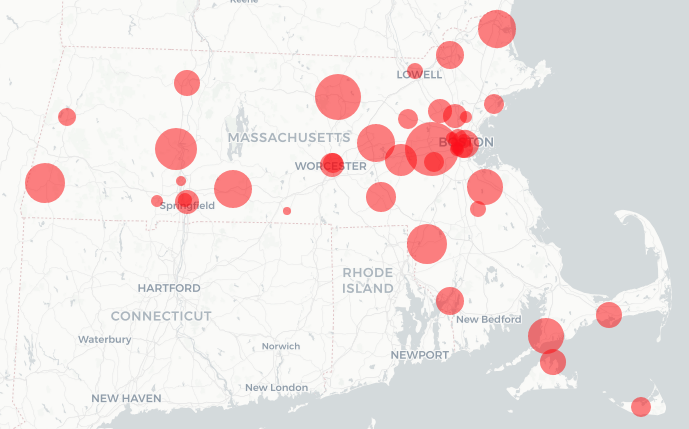 Keene
LOWELL
MASSACHUSETTS
BOSTON
WORCESTER
Springfield
RHODE
ISLAND
HARTFORD
CONNECTICUT
New Bedford
Waterbury
Norwich
NEWPORT
New London
NEW HAVEN